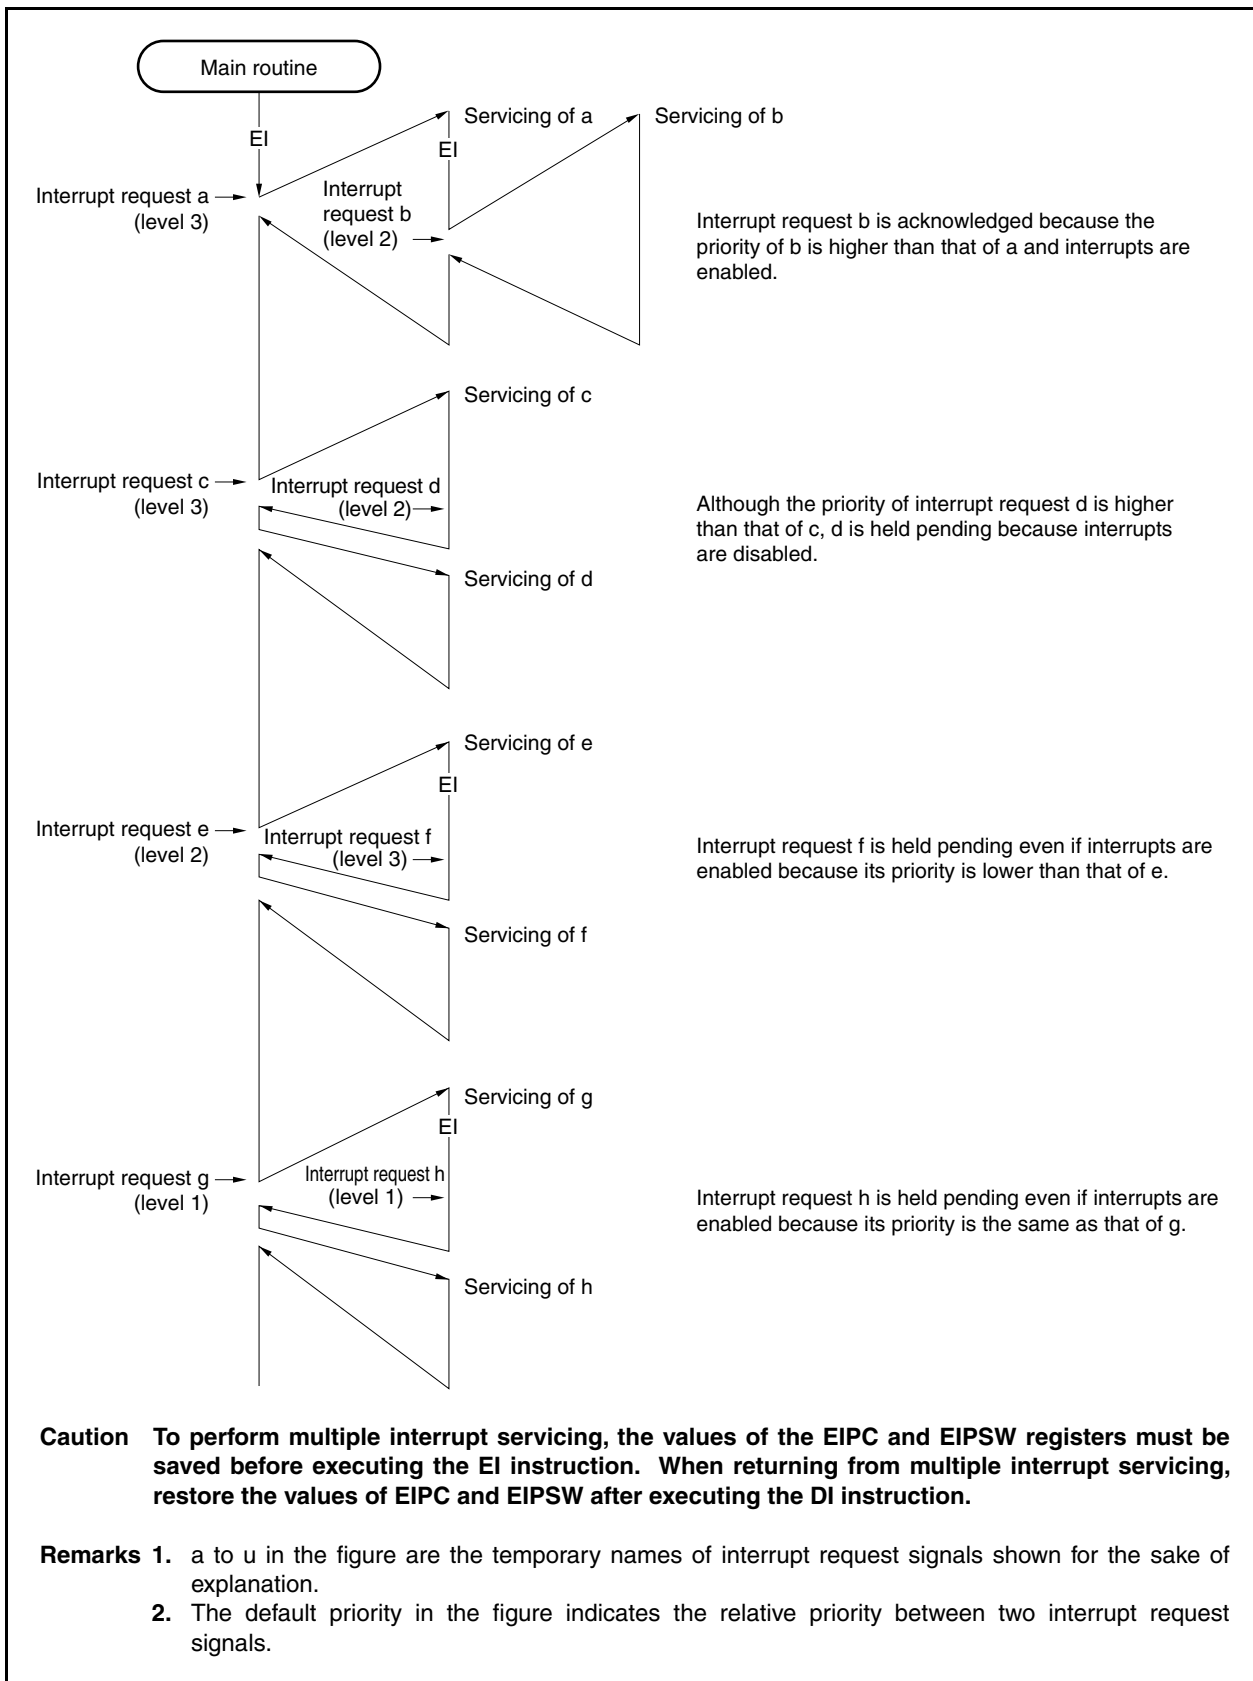 Main routine
EI
Servicing of a
Servicing of b
EI
Interrupt request a
(level 3)
Interrupt
request b
(level 2)
Interrupt request b is acknowledged because the
priority of b is higher than that of a and interrupts are
enabled.
Servicing of c
Interrupt request c
(level 3)
Interrupt request d
(level 2)
Although the priority of interrupt request d is higher
than that of c, d is held pending because interrupts
are disabled.
Servicing of d
Servicing of e
EI
Interrupt request e
(level 2)
Interrupt request f
(level 3)
Interrupt request f is held pending even if interrupts are
enabled because its priority is lower than that of e.
Servicing of f
Servicing of g
EI
Interrupt request g
(level 1)
Interrupt request h
(level 1)
Interrupt request h is held pending even if interrupts are
enabled because its priority is the same as that of g.
Servicing of h
Caution To perform multiple interrupt servicing, the values of the EIPC and EIPSW registers must be
saved before executing the EI instruction. When returning from multiple interrupt servicing,
restore the values of EIPC and EIPSW after executing the DI instruction.
Remarks 1. a to u in the figure are the temporary names of interrupt request signals shown for the sake of
explanation.
2. The default priority in the figure indicates the relative priority between two interrupt request
signals.